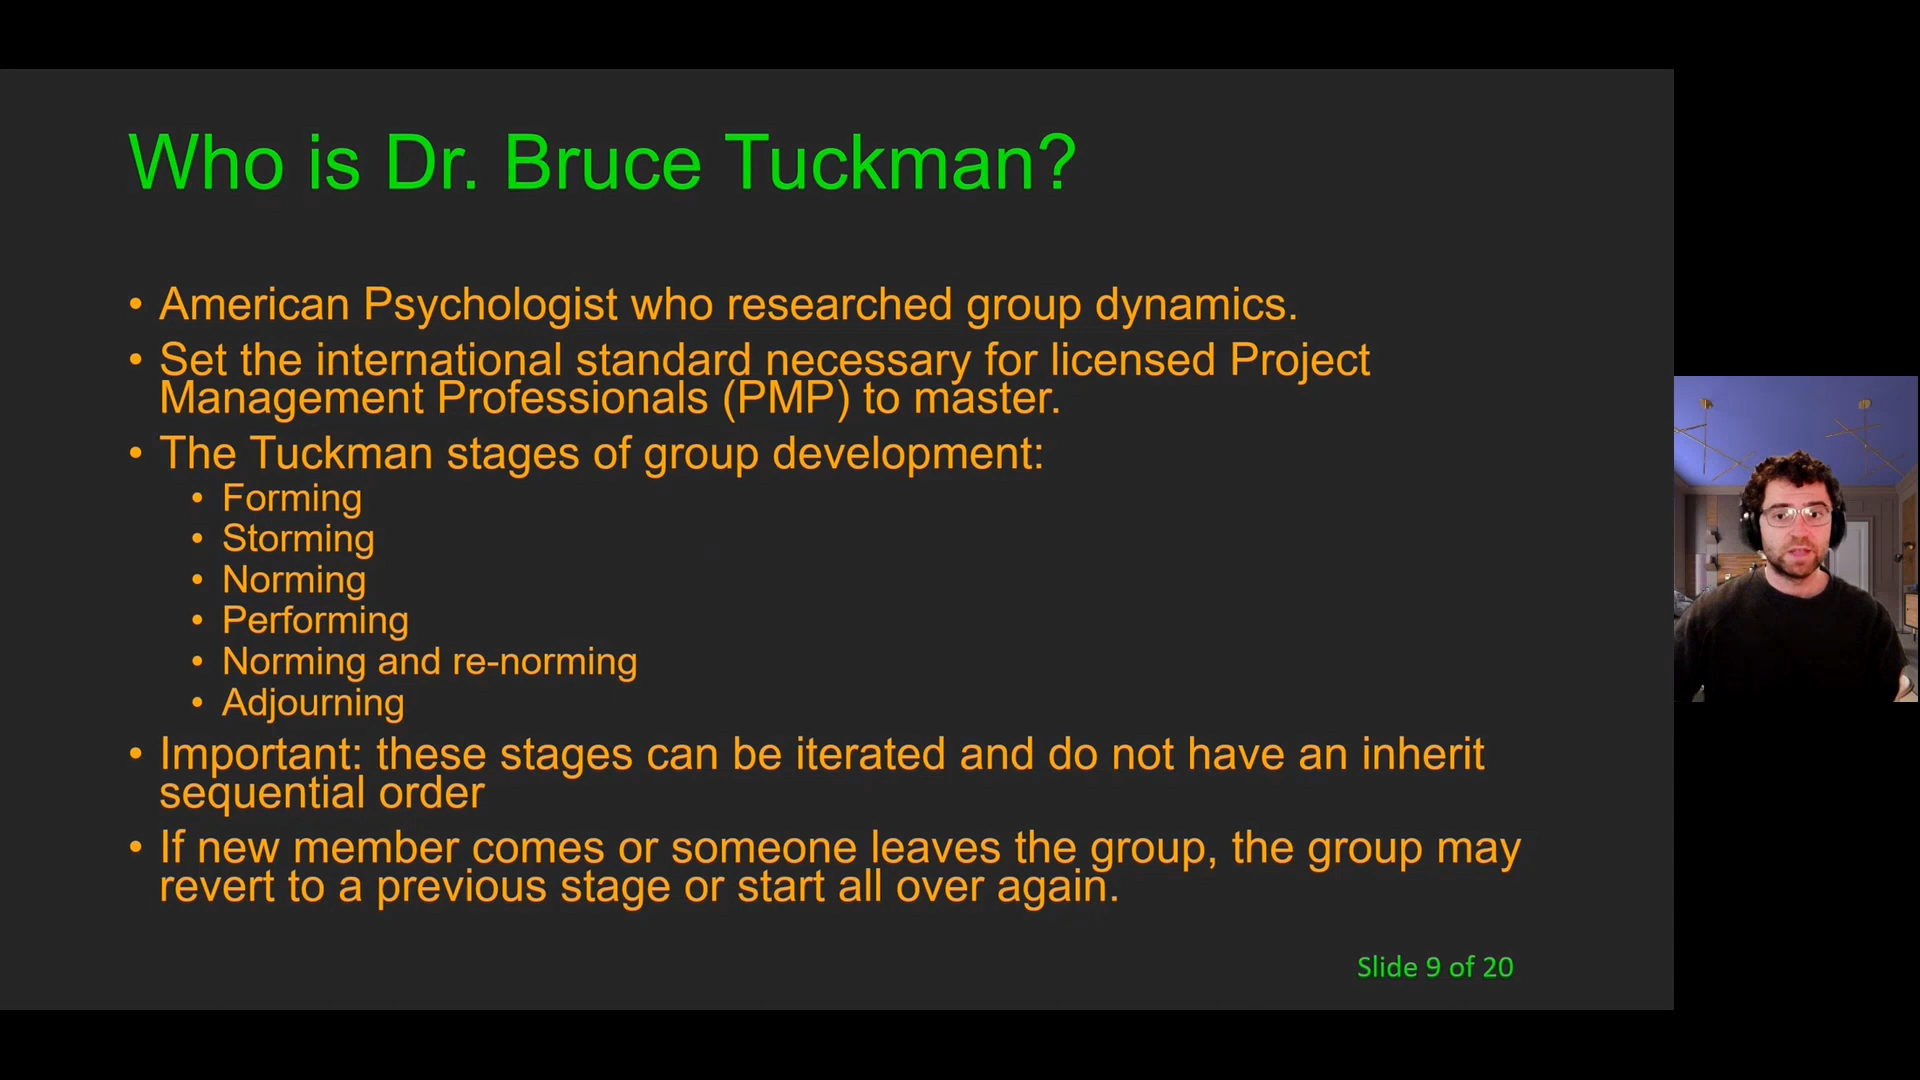 Who is Dr. Bruce Tuckman?
• American Psychologist who researched group dynamics.
• Set the international standard necessary for licensed Project
Management Professionals (PMP) to master.
• The Tuckman stages of group development:
• Forming
• Storming
• Norming
• Performing
• Norming and re-norming
• Adjourning
• Important: these stages can be iterated and do not have an inherit
sequential order
• If new member comes or someone leaves the group, the group may
revert to a previous stage or start all over again.
Slide 9 of 20